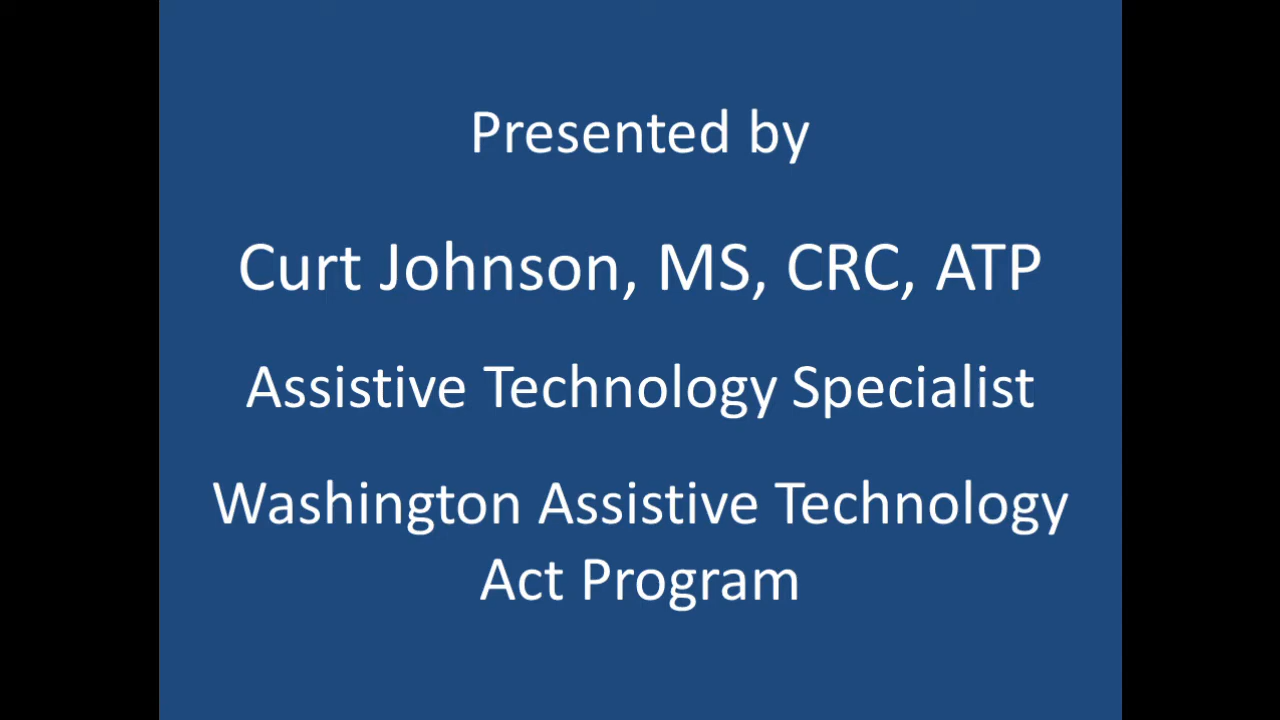 Presented by
Curt Johnson, MS, CRC, ATP
Assistive Technology Specialist
Washington Assistive Technology
Act Program